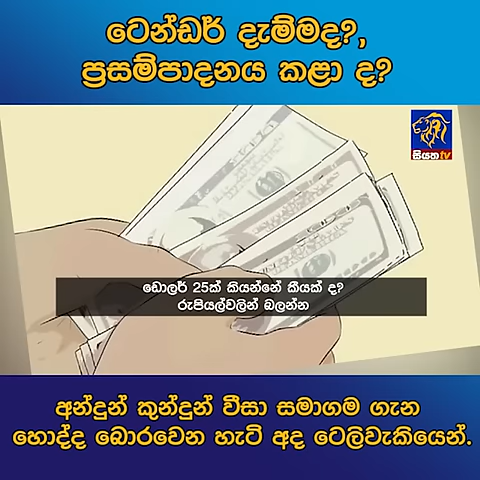 ටෙන්ඩර් දැම්මද?,
ප්‍රසම්පාදනය කළා ද?
සියත tv
ඩොලර් 25ක් කියන්නේ කීයක් ද?
රුපියල්වලින් බලන්න
අන්දුන් කුන්දුන් වීසා සමාගම ගැන
හොද්ද බොරවෙන හැටි අද ටෙලිවැකියෙන්.